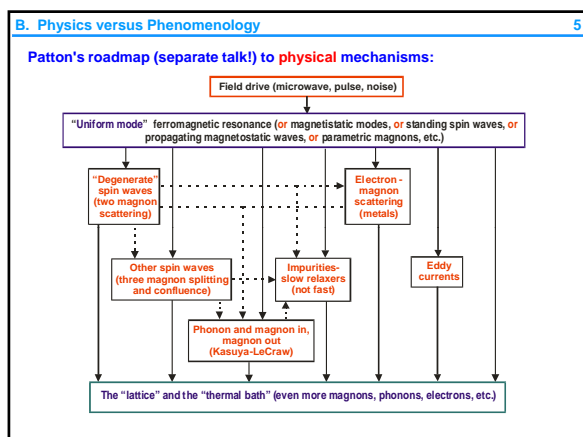 B. Physics versus Phenomenology 5
Patton's roadmap (separate talk!) to physical mechanisms:
Field drive (microwave, pulse, noise)
“Uniform mode” ferromagnetic resonance (or magnetistatic modes, or standing spin waves, or
propagating magnetostatic waves, or parametric magnons, etc.)
“Degenerate”
spin waves
(two magnon
scattering)
Electron -
magnon
scattering
(metals)
Other spin waves
(three magnon splitting
and confluence)
Impurities-
slow relaxers
(not fast)
Eddy
currents
Phonon and magnon in,
magnon out
(Kasuya-LeCraw)
The “lattice” and the “thermal bath” (even more magnons, phonons, electrons, etc.)